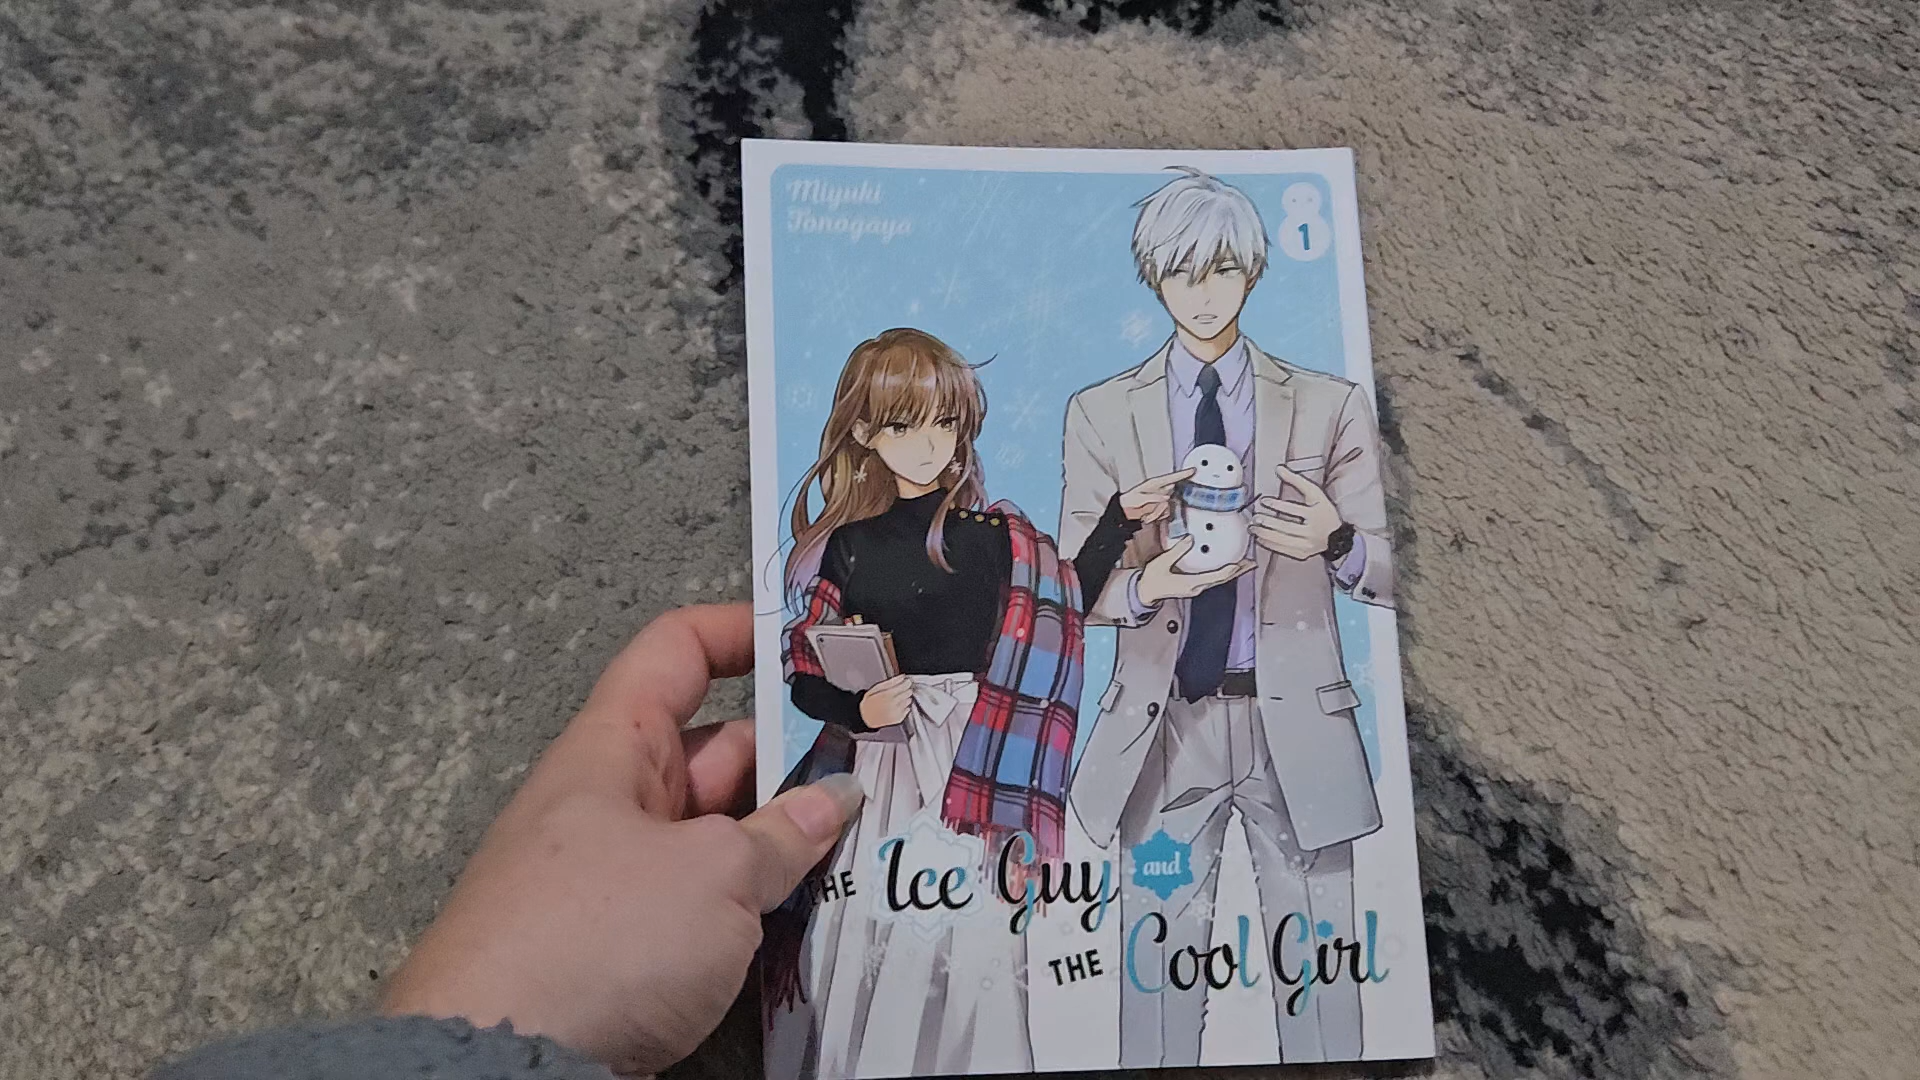 Miyuki
Tonogaya
1
THE Ice Guy and
THE Cool Girl